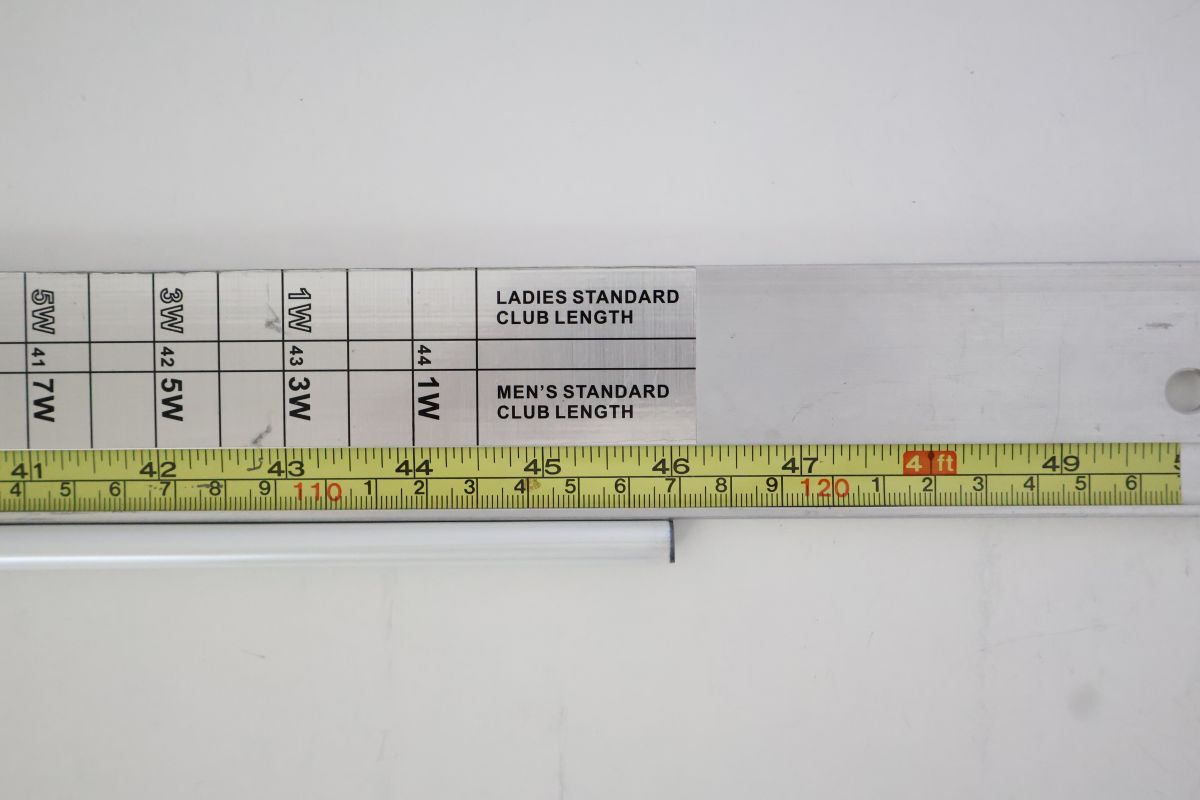 5W 3W 1W LADIES STANDARD
CLUB LENGTH
41 42 43 44
7W 5W 3W 1W MEN'S STANDARD
CLUB LENGTH
41 42 43 44 45 46 47 4 ft 49
4 5 6 7 8 9 110 1 2 3 4 5 6 7 8 9 120 1 2 3 4 5 6